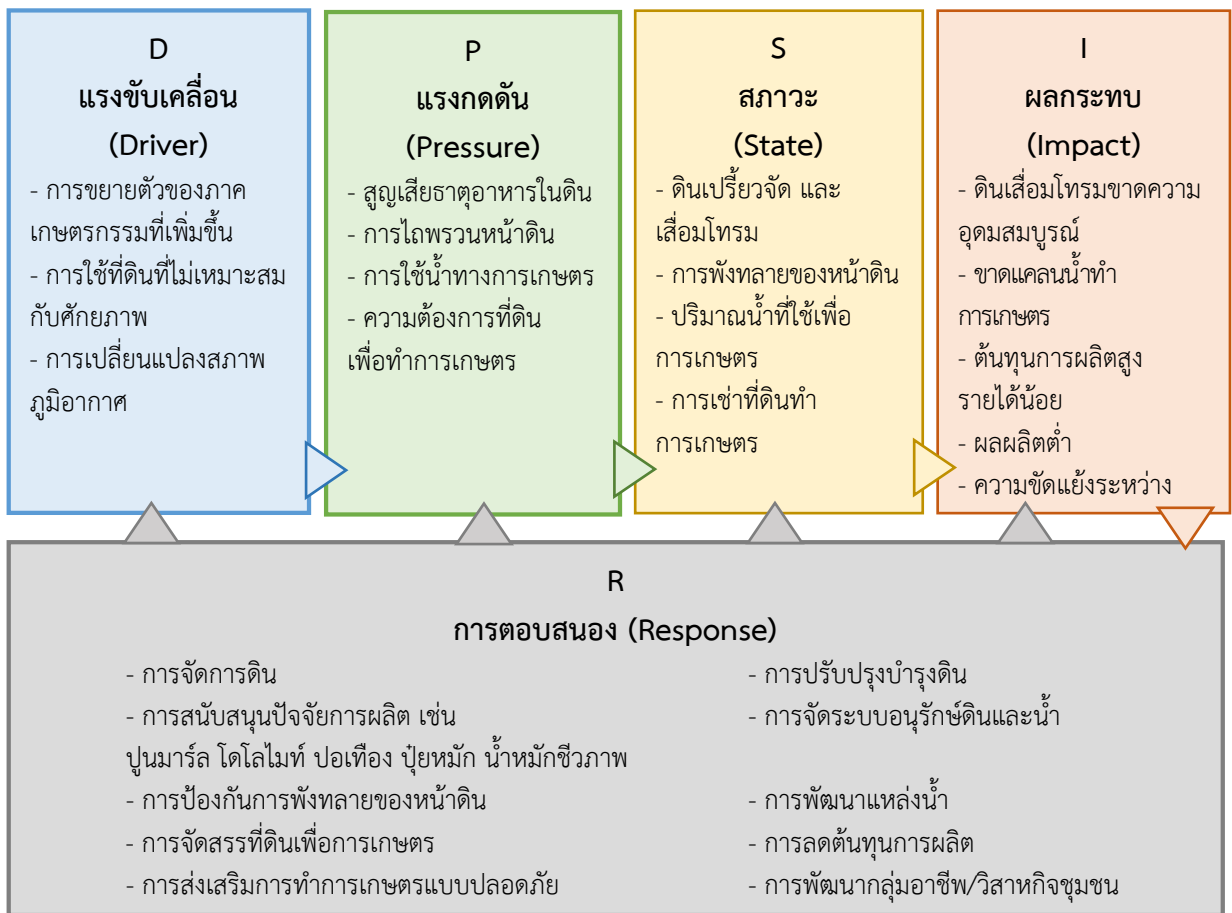 D
แรงขับเคลื่อน
(Driver)
- การขยายตัวของภาค
เกษตรกรรมที่เพิ่มขึ้น
- การใช้ที่ดินที่ไม่เหมาะสม
กับศักยภาพ
- การเปลี่ยนแปลงสภาพ
ภูมิอากาศ
P
แรงกดดัน
(Pressure)
- สูญเสียธาตุอาหารในดิน
- การไถพรวนหน้าดิน
- การใช้น้ำทางการเกษตร
- ความต้องการที่ดิน
เพื่อทำการเกษตร
S
สภาวะ
(State)
- ดินเปรี้ยวจัด และ
เสื่อมโทรม
- การพังทลายของหน้าดิน
- ปริมาณน้ำที่ใช้เพื่อ
การเกษตร
- การเช่าที่ดินทำ
การเกษตร
I
ผลกระทบ
(Impact)
- ดินเสื่อมโทรมขาดความ
อุดมสมบูรณ์
- ขาดแคลนน้ำทำ
การเกษตร
- ต้นทุนการผลิตสูง
รายได้น้อย
- ผลผลิตต่ำ
- ความขัดแย้งระหว่าง
R
การตอบสนอง (Response)
- การจัดการดิน
- การสนับสนุนปัจจัยการผลิต เช่น
ปูนมาร์ล โดโลไมท์ ปอเทือง ปุ๋ยหมัก น้ำหมักชีวภาพ
- การป้องกันการพังทลายของหน้าดิน
- การจัดสรรที่ดินเพื่อการเกษตร
- การส่งเสริมการทำการเกษตรแบบปลอดภัย
- การปรับปรุงบำรุงดิน
- การจัดระบบอนุรักษ์ดินและน้ำ
- การพัฒนาแหล่งน้ำ
- การลดต้นทุนการผลิต
- การพัฒนากลุ่มอาชีพ/วิสาหกิจชุมชน